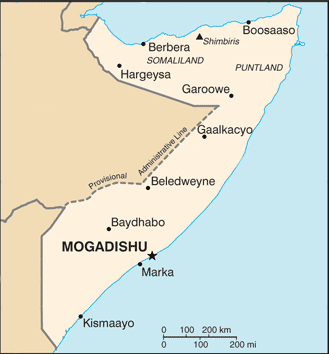 Boosaaso
Berbera
Shimbiris
SOMALILAND
Hargeysa
PUNTLAND
Garoowe
Gaalkacyo
Provisional
Administrative Line
Beledweyne
Baydhabo
MOGADISHU
Marka
Kismaayo
0 100 200 km
0 100 200 mi